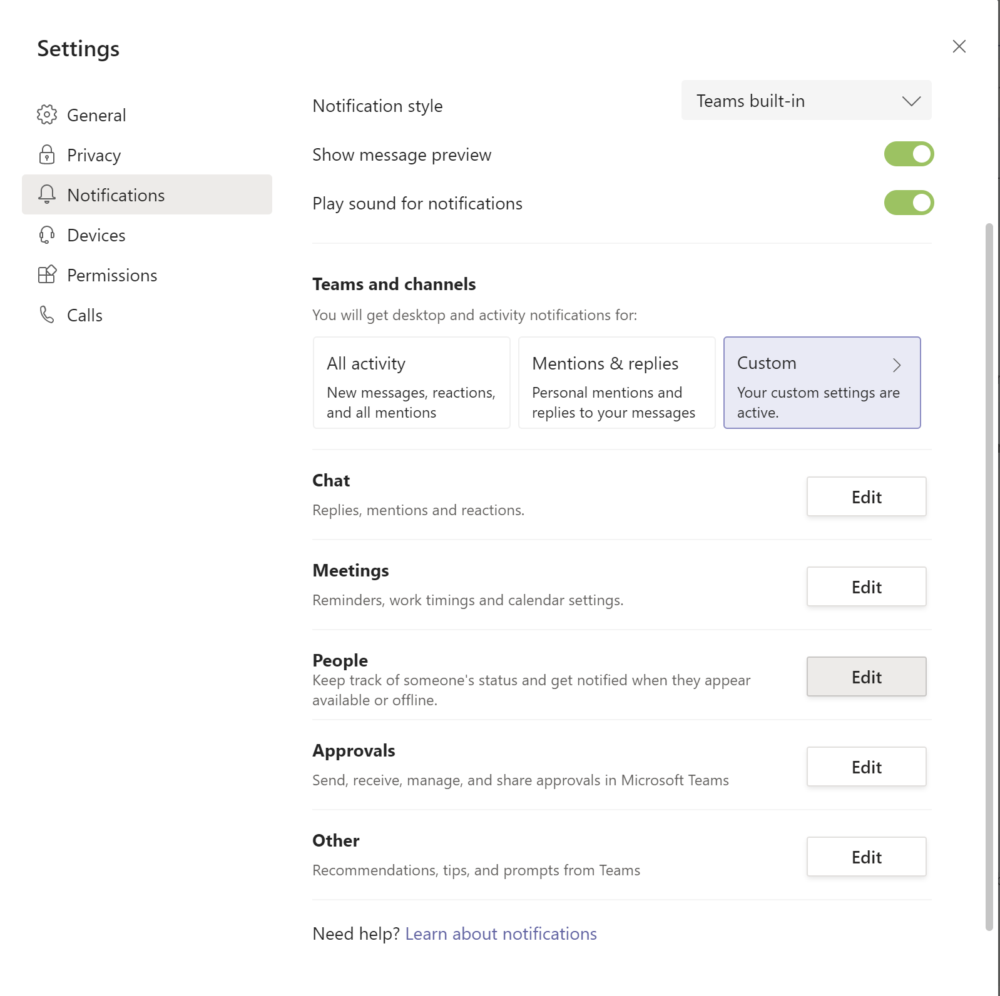 Settings
General
Privacy
Notifications
Devices
Permissions
Calls
Notification style
Teams built-in
Show message preview
Play sound for notifications
Teams and channels
You will get desktop and activity notifications for:
All activity
New messages, reactions,
and all mentions
Mentions & replies
Personal mentions and
replies to your messages
Custom
Your custom settings are
active.
Chat
Replies, mentions and reactions.
Edit
Meetings
Reminders, work timings and calendar settings.
Edit
People
Keep track of someone's status and get notified when they appear
available or offline.
Edit
Approvals
Send, receive, manage, and share approvals in Microsoft Teams
Edit
Other
Recommendations, tips, and prompts from Teams
Edit
Need help? Learn about notifications